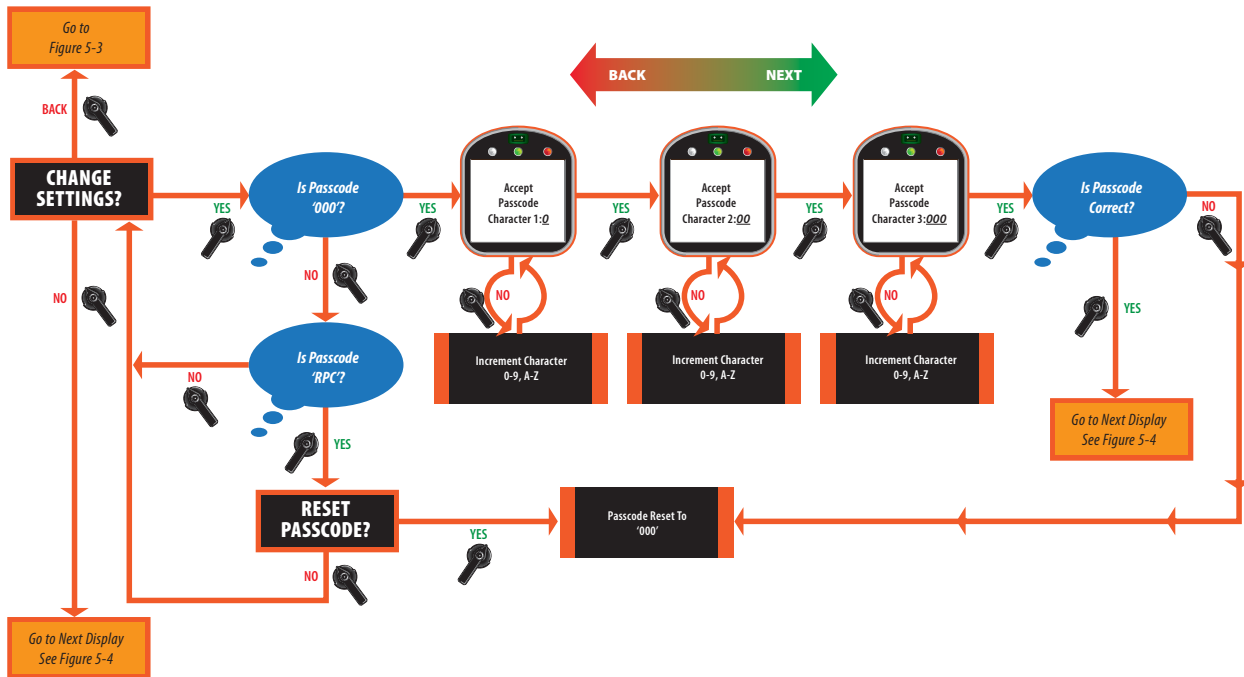 Go to
Figure 5-3
BACK
NEXT
BACK
CHANGE
SETTINGS?
YES
Is Passcode
‘000’?
YES
Accept
Passcode
Character 1:0
YES
Accept
Passcode
Character 2:00
YES
Accept
Passcode
Character 3:000
YES
Is Passcode
Correct?
NO
NO
NO
NO
NO
NO
YES
Is Passcode
‘RPC’?
NO
Increment Character
0-9, A-Z
Increment Character
0-9, A-Z
Increment Character
0-9, A-Z
Go to Next Display
See Figure 5-4
YES
RESET
PASSCODE?
YES
Passcode Reset To
‘000’
NO
Go to Next Display
See Figure 5-4